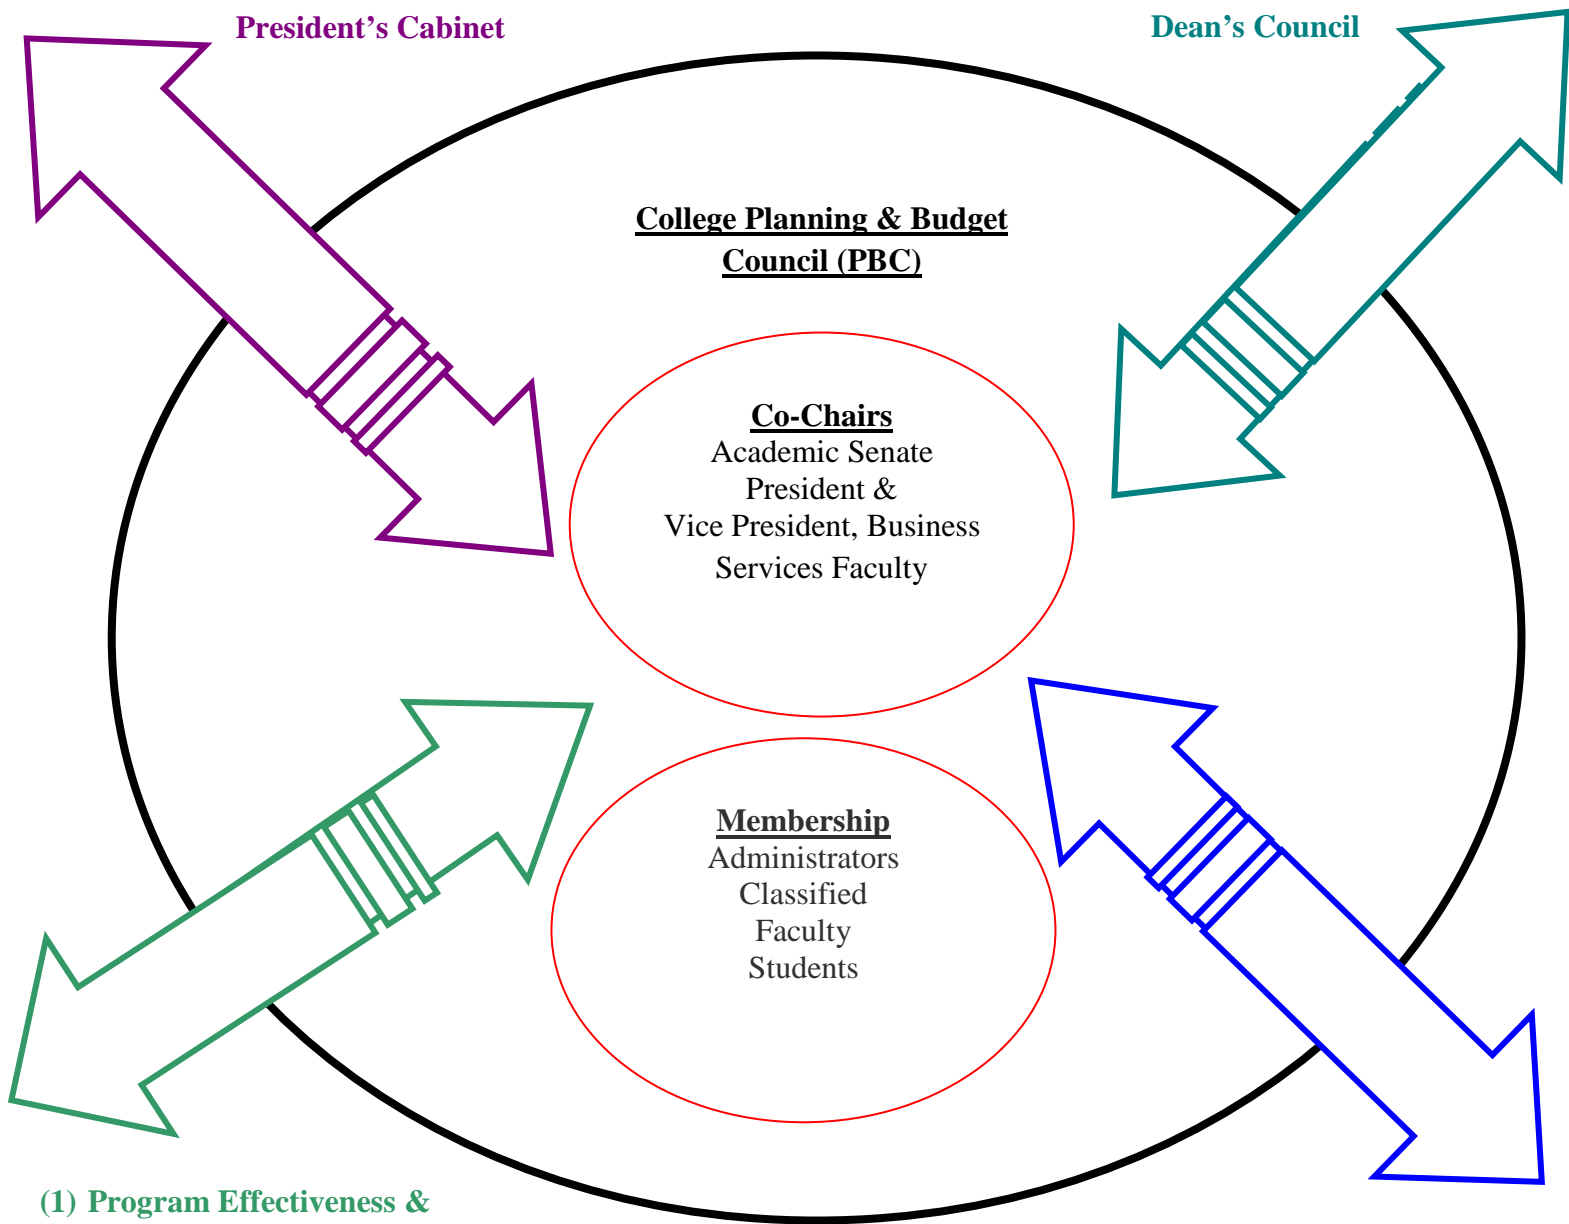 President's Cabinet
Dean's Council
College Planning & Budget
Council (PBC)
Co-Chairs
Academic Senate
President &
Vice President, Business
Services Faculty
Membership
Administrators
Classified
Faculty
Students
(1) Program Effectiveness &